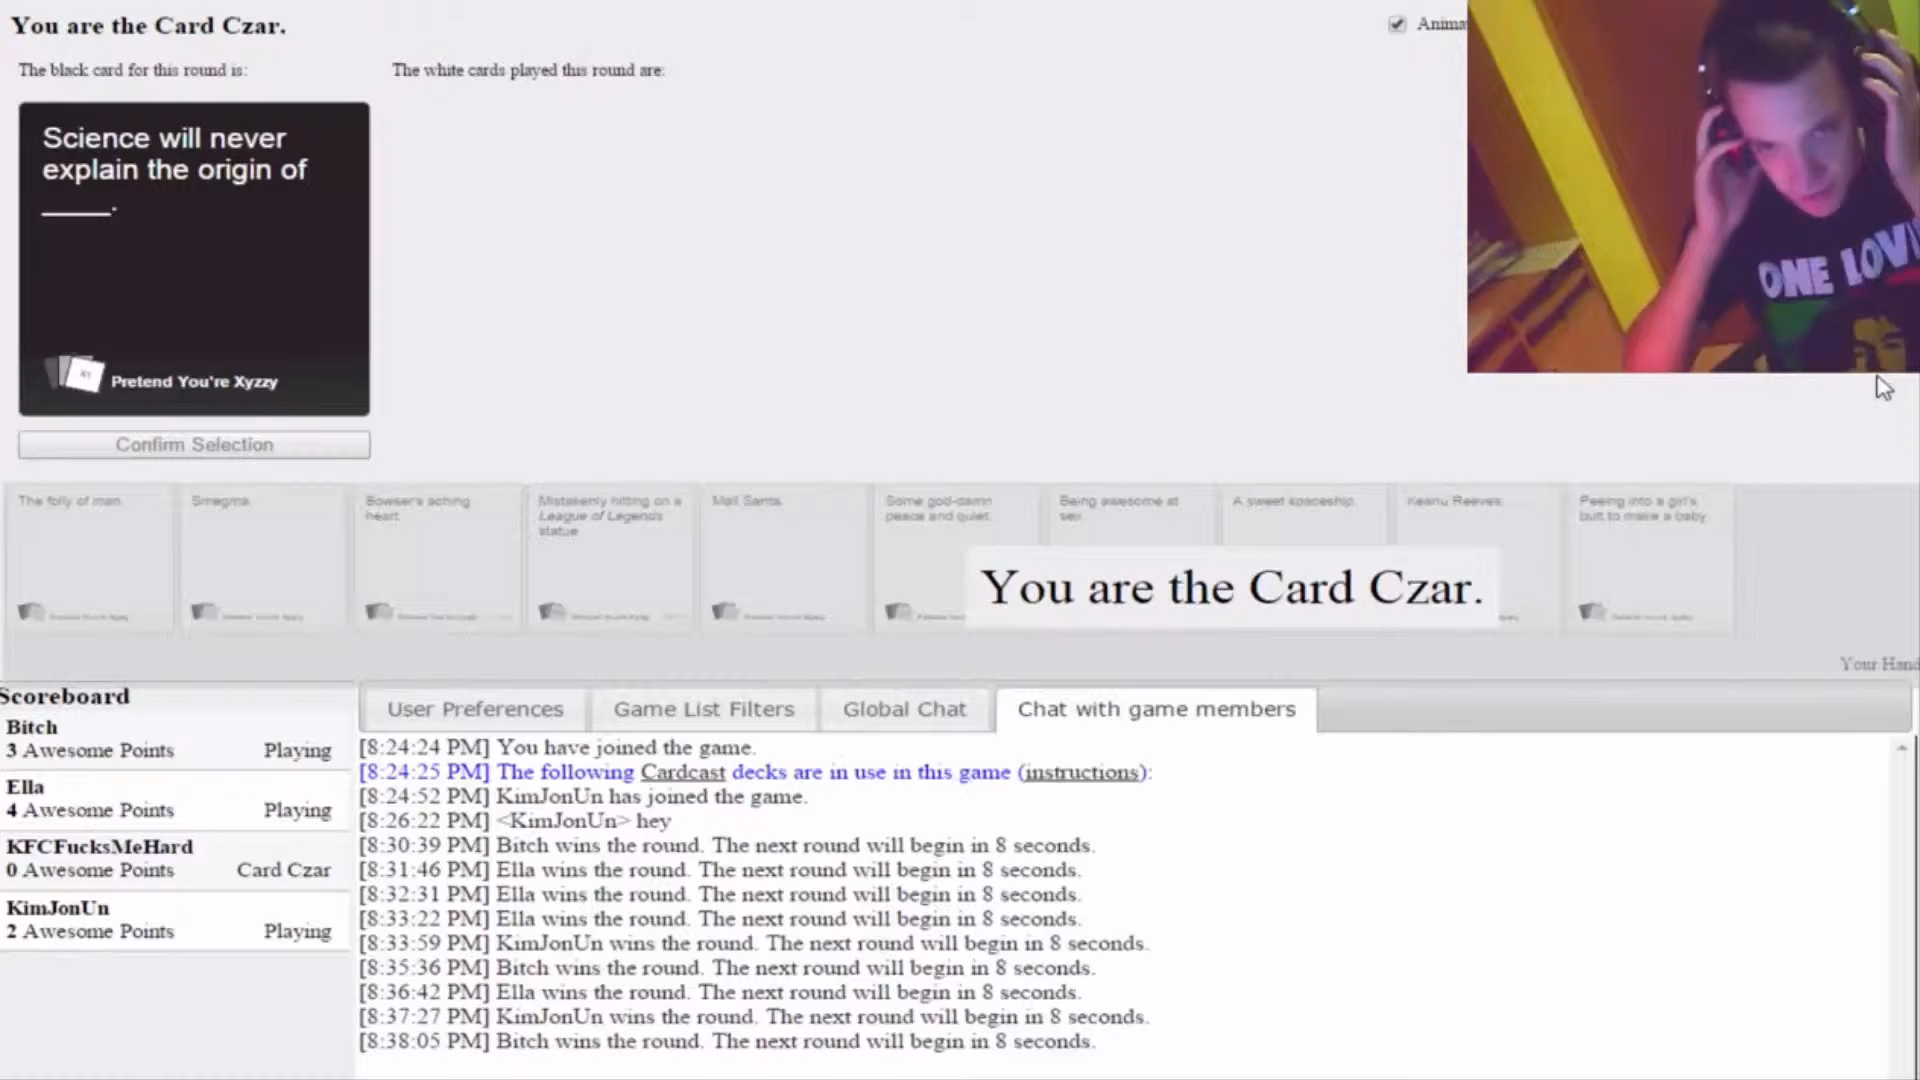 You are the Card Czar.
Anima
The black card for this round is:
The white cards played this round are:
Science will never
explain the origin of
_____.
Pretend You're Xyzzy
ONE LOV
Confirm Selection
The folly of man.
Smegma.
Bowser's aching
heart.
Mistakenly hitting on a
League of Legends
statue.
Mall Santa.
Some god-damn
peace and quiet.
Being awesome at
sex.
A sweet spaceship.
Keanu Reeves.
Peeing into a girl's
butt to make a baby.
You are the Card Czar.
Your Hand
Scoreboard
Bitch
3 Awesome Points Playing
Ella
4 Awesome Points Playing
KFCFucksMeHard
0 Awesome Points Card Czar
KimJonUn
2 Awesome Points Playing
User Preferences
Game List Filters
Global Chat
Chat with game members
[8:24:24 PM] You have joined the game.
[8:24:25 PM] The following Cardcast decks are in use in this game (instructions):
[8:24:52 PM] KimJonUn has joined the game.
[8:26:22 PM] <KimJonUn> hey
[8:30:39 PM] Bitch wins the round. The next round will begin in 8 seconds.
[8:31:46 PM] Ella wins the round. The next round will begin in 8 seconds.
[8:32:31 PM] Ella wins the round. The next round will begin in 8 seconds.
[8:33:22 PM] Ella wins the round. The next round will begin in 8 seconds.
[8:33:59 PM] KimJonUn wins the round. The next round will begin in 8 seconds.
[8:35:36 PM] Bitch wins the round. The next round will begin in 8 seconds.
[8:36:42 PM] Ella wins the round. The next round will begin in 8 seconds.
[8:37:27 PM] KimJonUn wins the round. The next round will begin in 8 seconds.
[8:38:05 PM] Bitch wins the round. The next round will begin in 8 seconds.